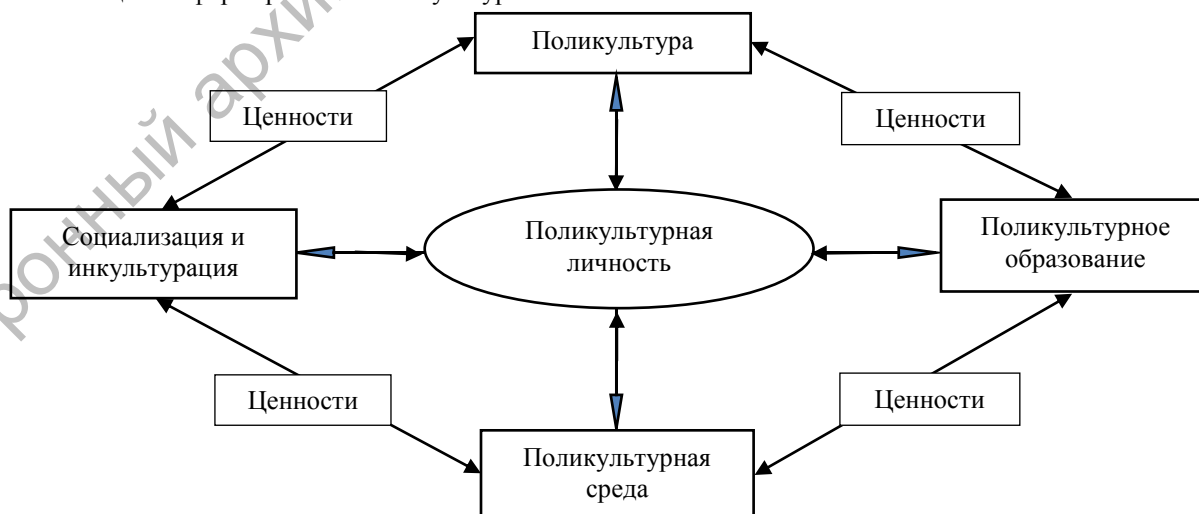 Поликультура
Ценности
Ценности
Социализация и
инкультурация
Поликультурная
личность
Поликультурное
образование
Ценности
Ценности
Поликультурная
среда